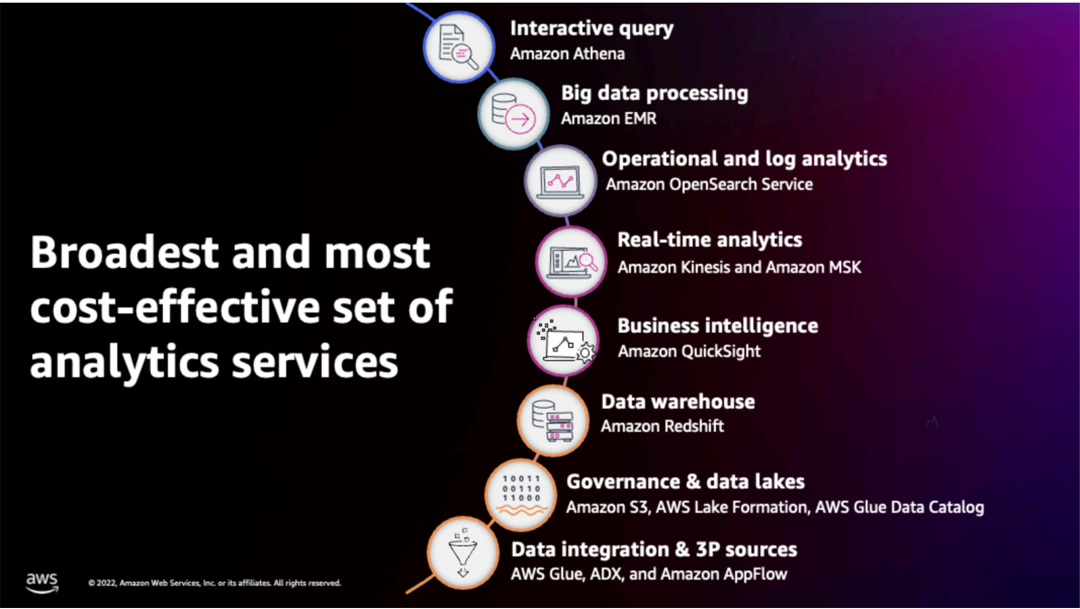 Interactive query
Amazon Athena
Big data processing
Amazon EMR
Operational and log analytics
Amazon OpenSearch Service
Real-time analytics
Amazon Kinesis and Amazon MSK
Broadest and most
cost-effective set of
analytics services
Business intelligence
Amazon QuickSight
Data warehouse
Amazon Redshift
10011
00110
11000
Governance & data lakes
Amazon S3, AWS Lake Formation, AWS Glue Data Catalog
Data integration & 3P sources
AWS Glue, ADX, and Amazon AppFlow
aws
© 2022, Amazon Web Services, Inc. or its affiliates. All rights reserved.